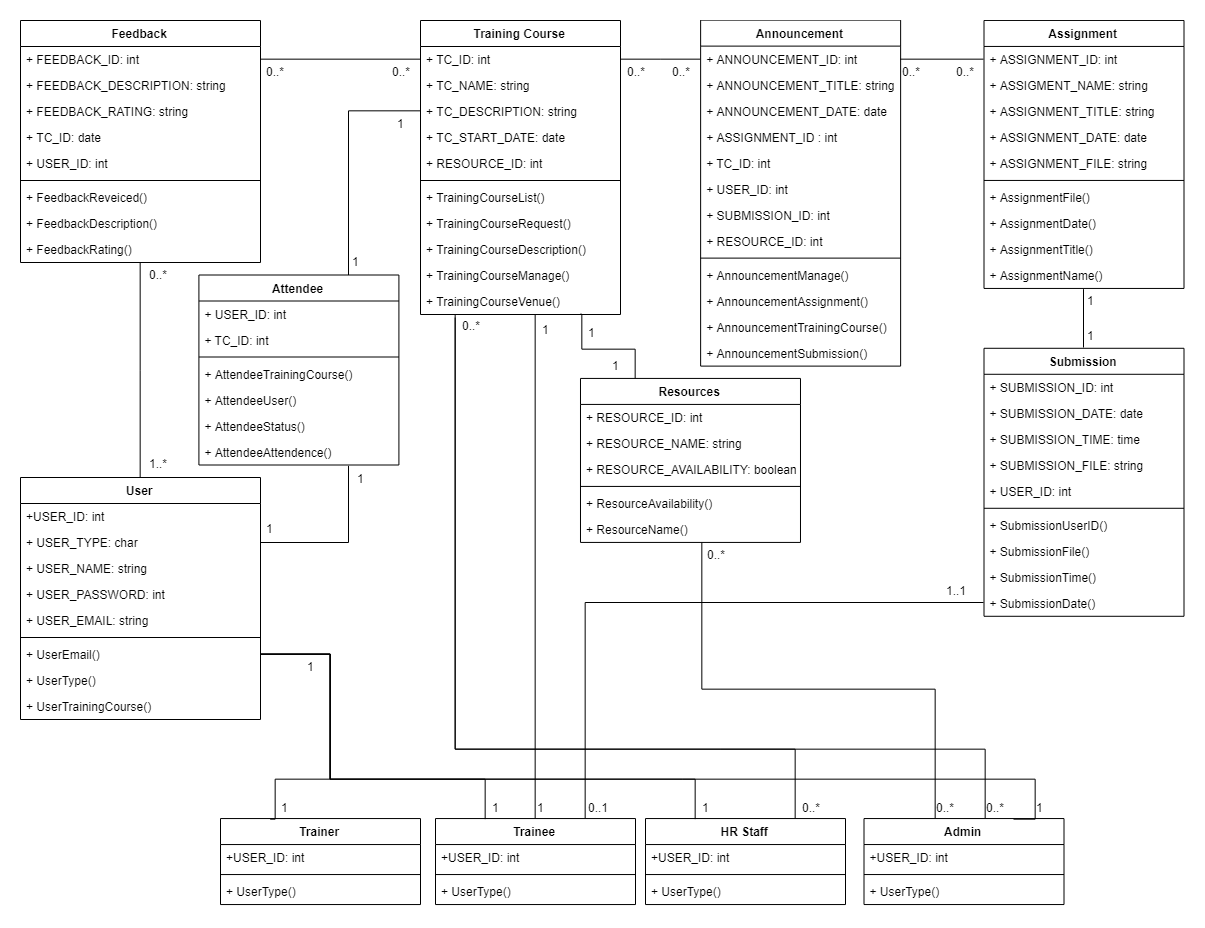 Feedback
+ FEEDBACK_ID: int
+ FEEDBACK_DESCRIPTION: string
+ FEEDBACK_RATING: string
+ TC_ID: date
+ USER_ID: int
+ FeedbackReveiced()
+ FeedbackDescription()
+ FeedbackRating()
0..*
0..*
0..*
1..*
Training Course
+ TC_ID: int
+ TC_NAME: string
+ TC_DESCRIPTION: string
+ TC_START_DATE: date
+ RESOURCE_ID: int
+ TrainingCourseList()
+ TrainingCourseRequest()
+ TrainingCourseDescription()
+ TrainingCourseManage()
+ TrainingCourseVenue()
0..*
0..*
1
1
0..*
1
1
1
Announcement
+ ANNOUNCEMENT_ID: int
+ ANNOUNCEMENT_TITLE: string
+ ANNOUNCEMENT_DATE: date
+ ASSIGNMENT_ID : int
+ TC_ID: int
+ USER_ID: int
+ SUBMISSION_ID: int
+ RESOURCE_ID: int
+ AnnouncementManage()
+ AnnouncementAssignment()
+ AnnouncementTrainingCourse()
+ AnnouncementSubmission()
0..*
0..*
Assignment
+ ASSIGNMENT_ID: int
+ ASSIGMENT_NAME: string
+ ASSIGNMENT_TITLE: string
+ ASSIGNMENT_DATE: date
+ ASSIGNMENT_FILE: string
+ AssignmentFile()
+ AssignmentDate()
+ AssignmentTitle()
+ AssignmentName()
1
1
Attendee
+ USER_ID: int
+ TC_ID: int
+ AttendeeTrainingCourse()
+ AttendeeUser()
+ AttendeeStatus()
+ AttendeeAttendence()
1
1
Resources
+ RESOURCE_ID: int
+ RESOURCE_NAME: string
+ RESOURCE_AVAILABILITY: boolean
+ ResourceAvailability()
+ ResourceName()
0..*
Submission
+ SUBMISSION_ID: int
+ SUBMISSION_DATE: date
+ SUBMISSION_TIME: time
+ SUBMISSION_FILE: string
+ USER_ID: int
+ SubmissionUserID()
+ SubmissionFile()
+ SubmissionTime()
+ SubmissionDate()
1..1
User
+USER_ID: int
+ USER_TYPE: char
+ USER_NAME: string
+ USER_PASSWORD: int
+ USER_EMAIL: string
+ UserEmail()
+ UserType()
+ UserTrainingCourse()
1
1
1
1
0..1
1
0..*
0..*
0..*
1
Trainer
+USER_ID: int
+ UserType()
Trainee
+USER_ID: int
+ UserType()
HR Staff
+USER_ID: int
+ UserType()
Admin
+USER_ID: int
+ UserType()